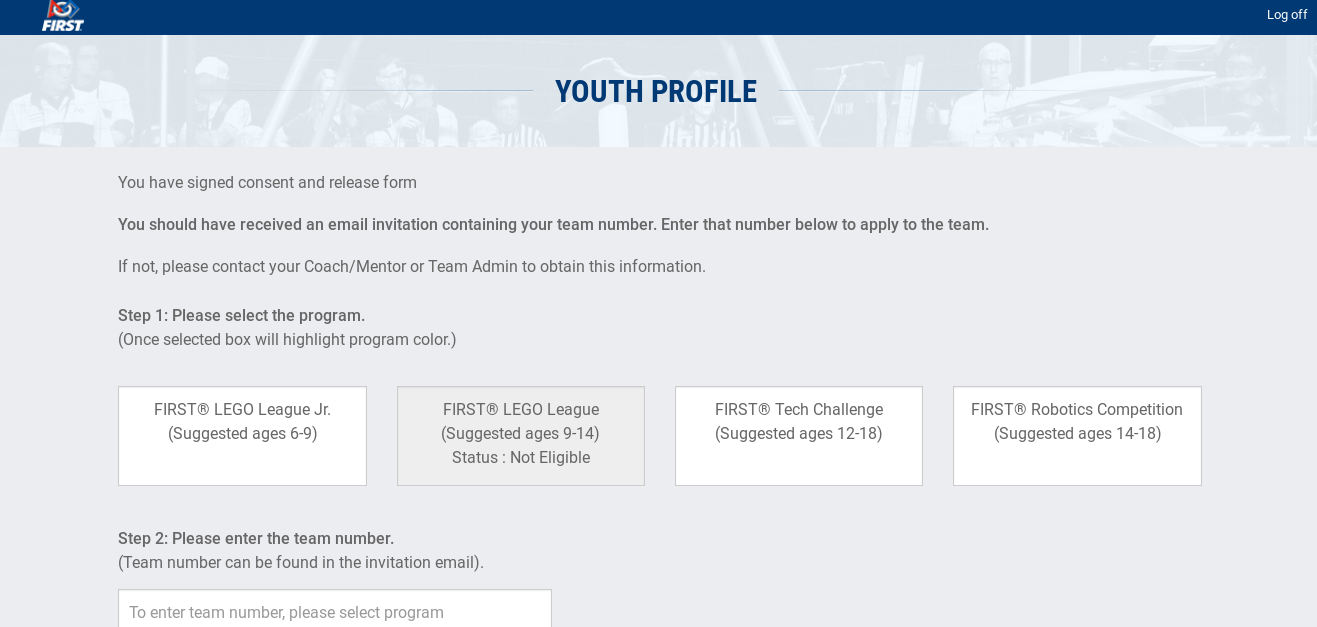 FIRST
Log off
YOUTH PROFILE
You have signed consent and release form
You should have received an email invitation containing your team number. Enter that number below to apply to the team.
If not, please contact your Coach/Mentor or Team Admin to obtain this information.
Step 1: Please select the program.
(Once selected box will highlight program color.)
FIRST® LEGO League Jr.
(Suggested ages 6-9)
FIRST® LEGO League
(Suggested ages 9-14)
Status : Not Eligible
FIRST® Tech Challenge
(Suggested ages 12-18)
FIRST® Robotics Competition
(Suggested ages 14-18)
Step 2: Please enter the team number.
(Team number can be found in the invitation email).
To enter team number, please select program